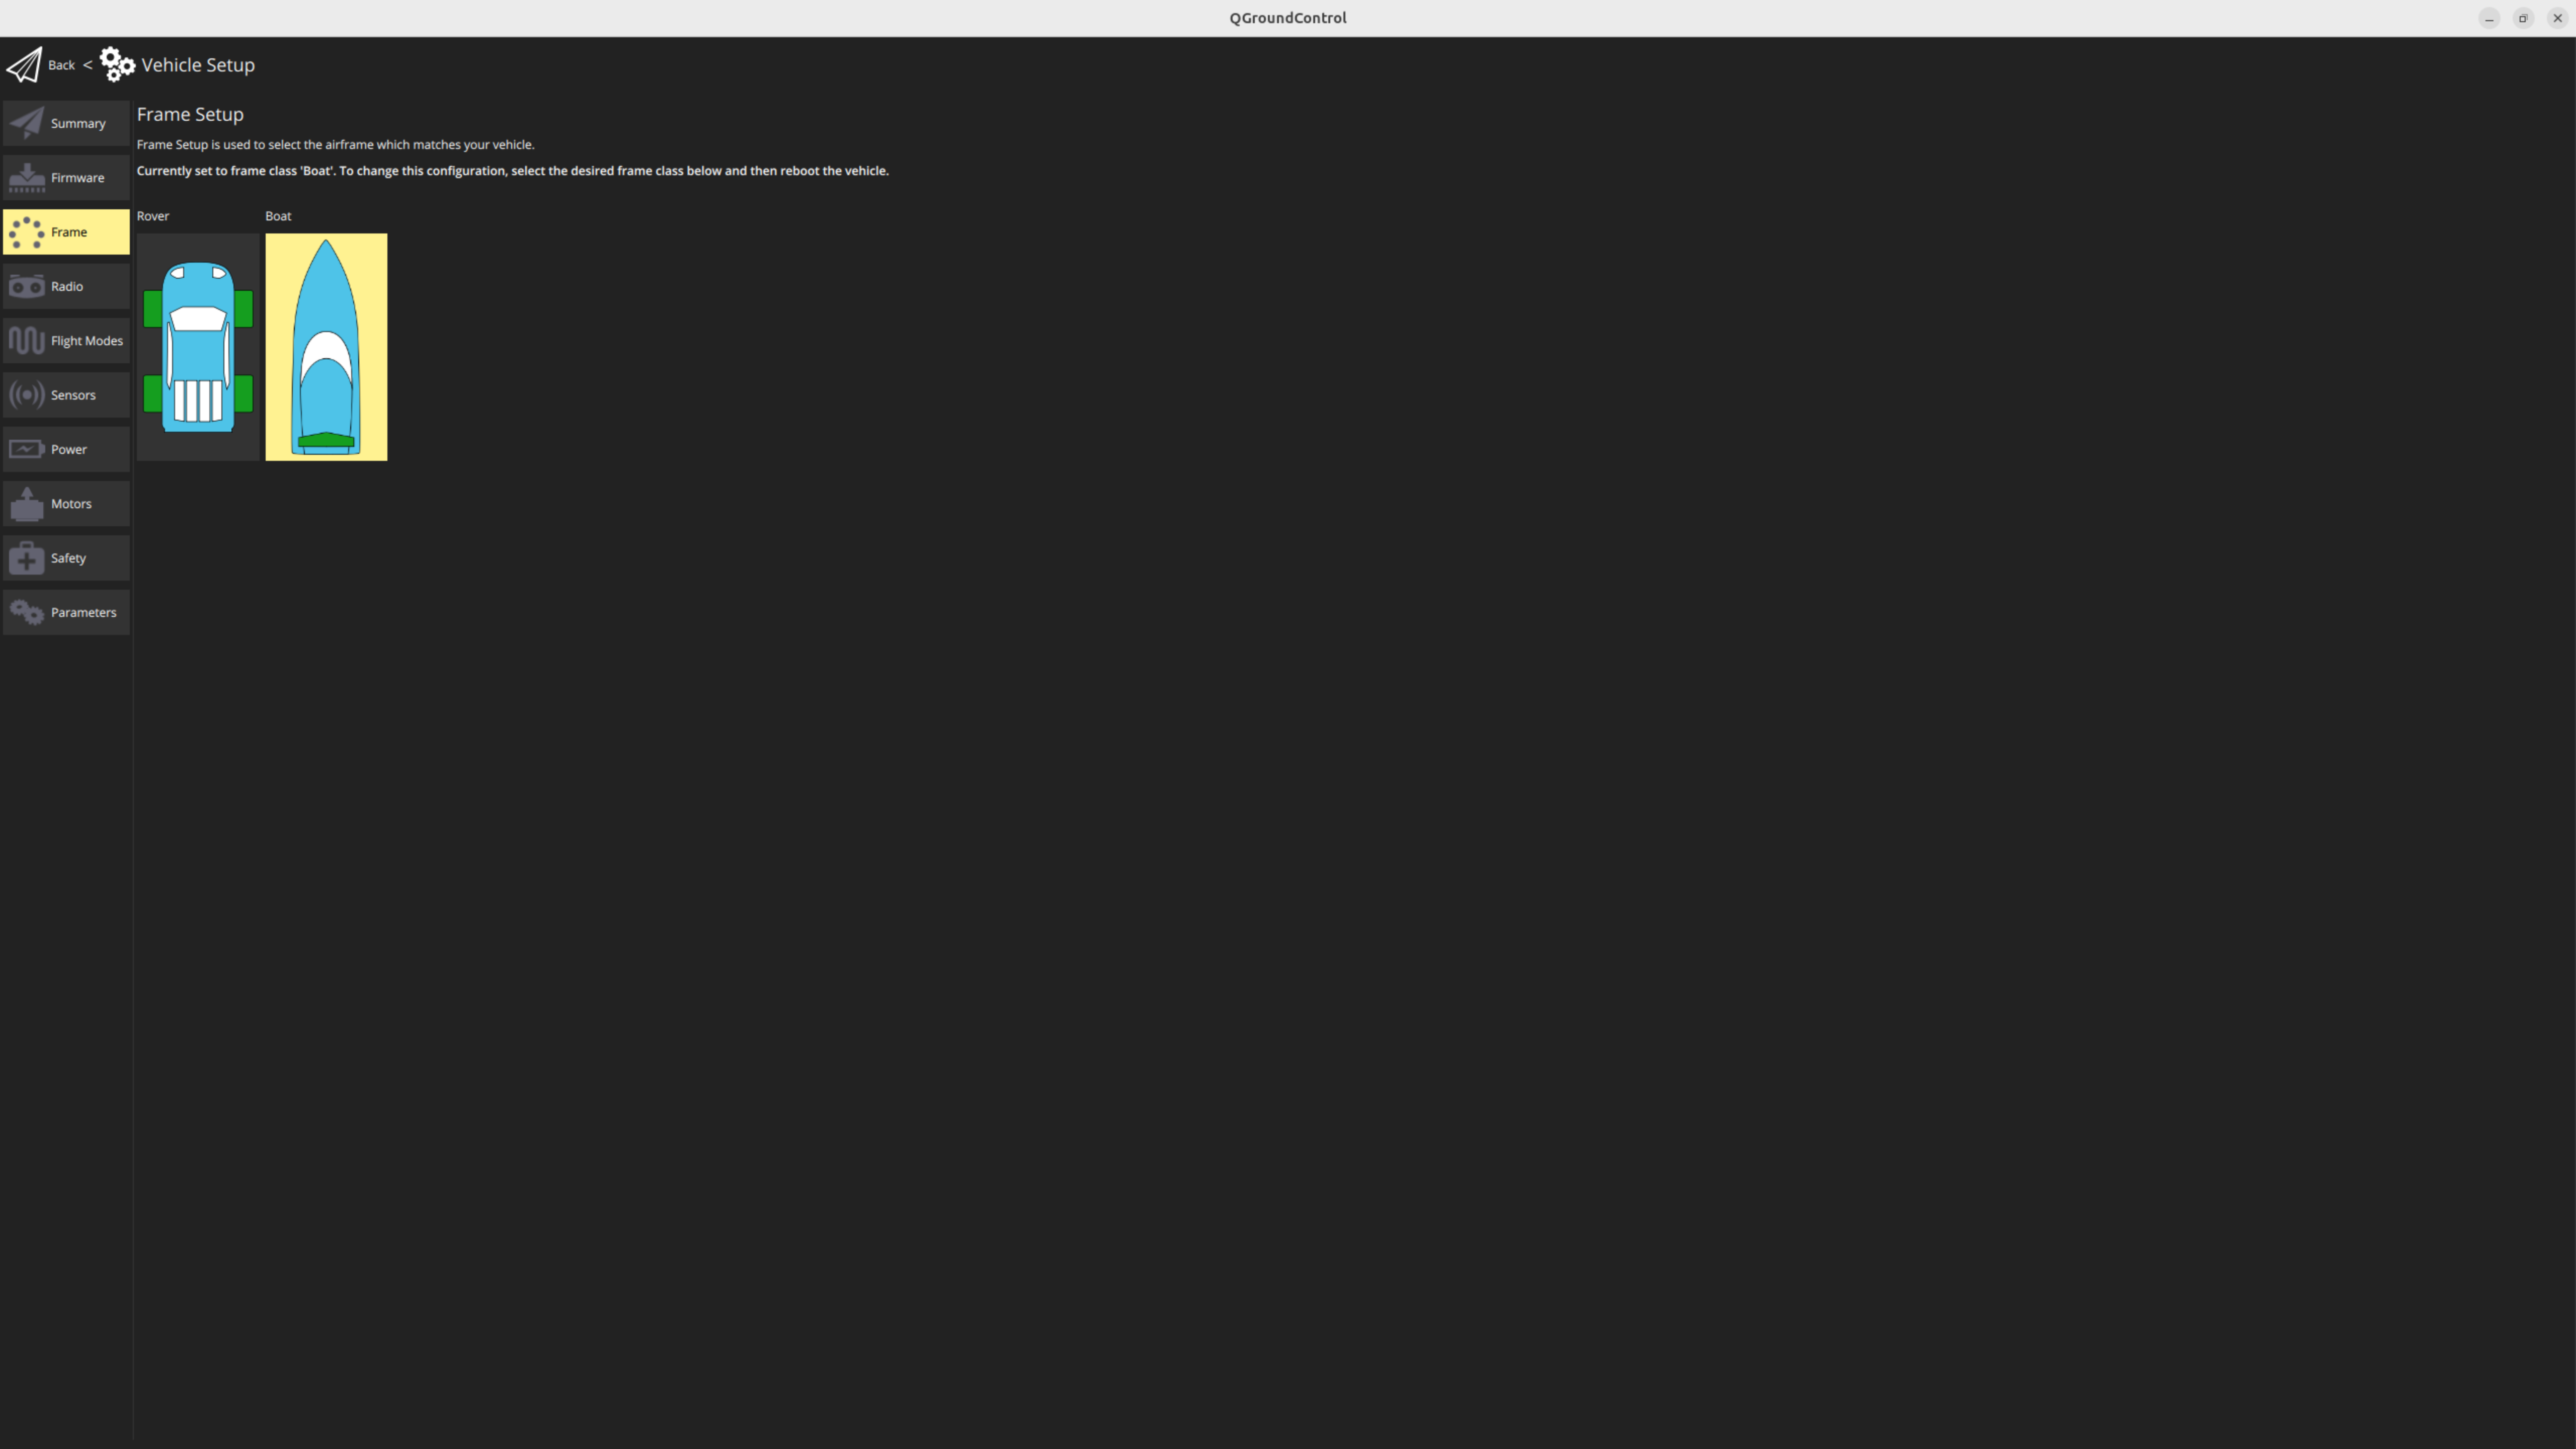 QGroundControl
Back < Vehicle Setup
Summary
Firmware
Frame
Radio
Flight Modes
Sensors
Power
Motors
Safety
Parameters
Frame Setup
Frame Setup is used to select the airframe which matches your vehicle.
Currently set to frame class 'Boat'. To change this configuration, select the desired frame class below and then reboot the vehicle.
Rover
Boat